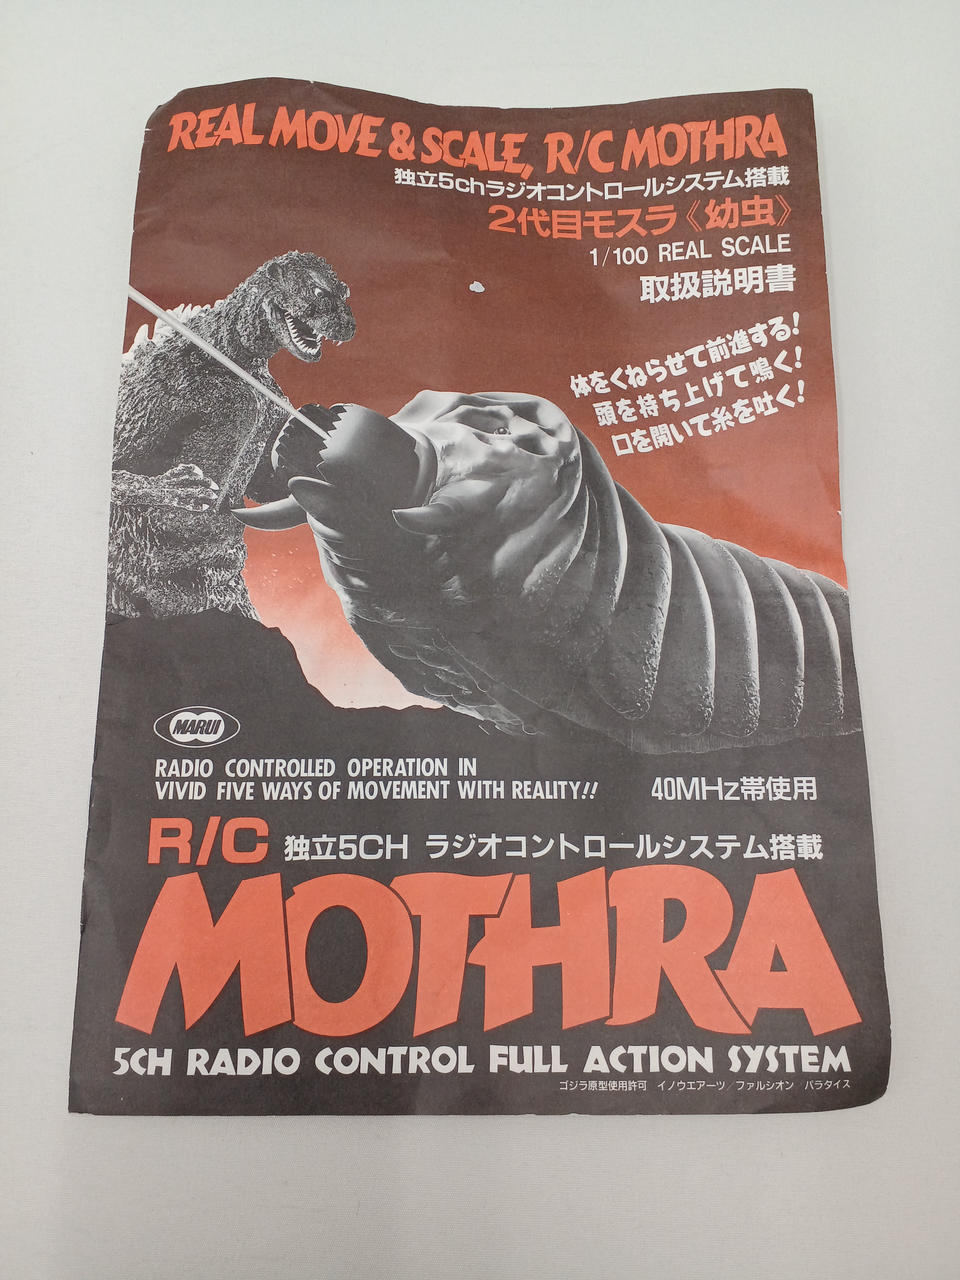 REAL MOVE & SCALE, R/C MOTHRA
独立5chラジオコントロールシステム搭載
2代目モスラ《幼虫》
1/100 REAL SCALE
取扱説明書
体をくねらせて前進する!
頭を持ち上げて鳴く!
口を開いて糸を吐く!
MARUI
RADIO CONTROLLED OPERATION IN
VIVID FIVE WAYS OF MOVEMENT WITH REALITY!!
40MHz帯使用
R/C 独立5CH ラジオコントロールシステム搭載
MOTHRA
5CH RADIO CONTROL FULL ACTION SYSTEM
ゴジラ原型使用許可 イノウエアーツ/ファルシオン/パラダイス